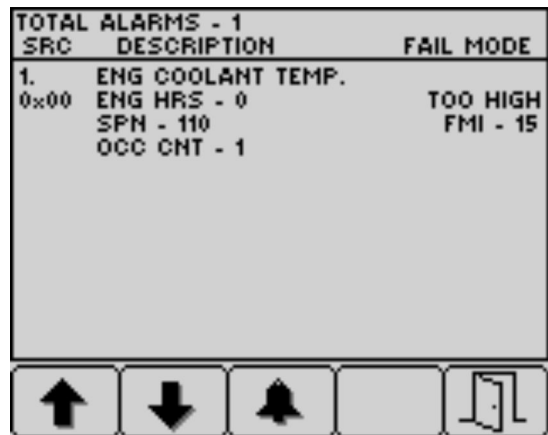 TOTAL ALARMS - 1
SRC DESCRIPTION FAIL MODE
1. ENG COOLANT TEMP.
0x00 ENG HRS - 0 TOO HIGH
SPN - 110 FMI - 15
OCC CNT - 1